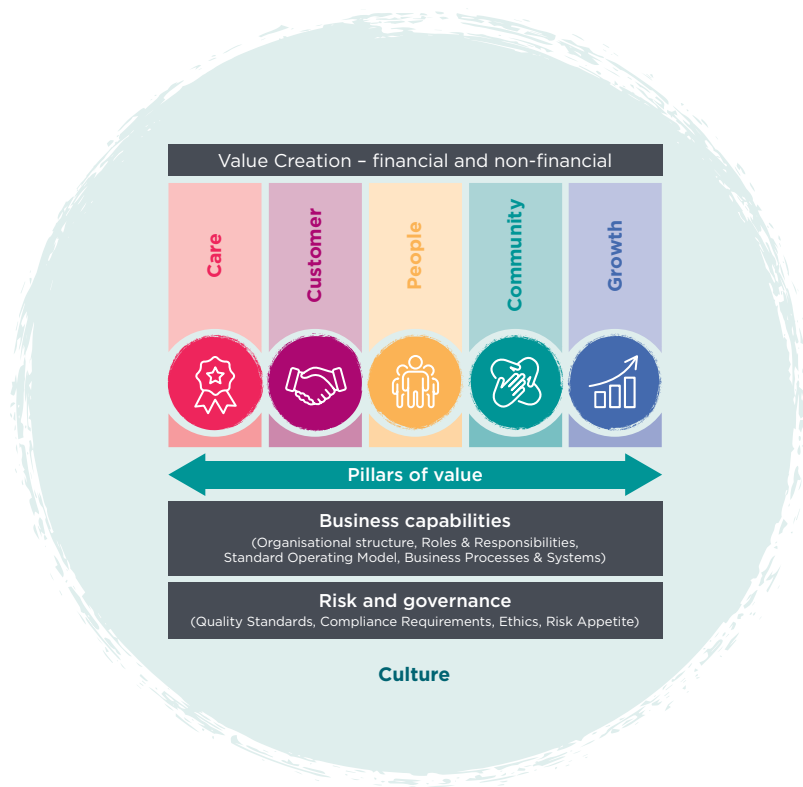 Value Creation – financial and non-financial
Care
Customer
People
Community
Growth
Pillars of value
Business capabilities
(Organisational structure, Roles & Responsibilities,
Standard Operating Model, Business Processes & Systems)
Risk and governance
(Quality Standards, Compliance Requirements, Ethics, Risk Appetite)
Culture